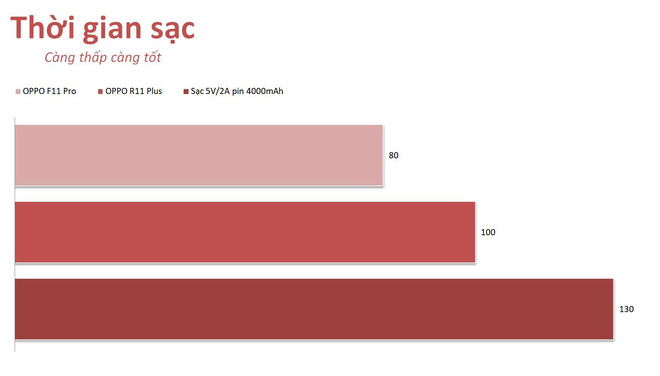 Thời gian sạc
Càng thấp càng tốt
OPPO F11 Pro OPPO R11 Plus Sạc 5V/2A pin 4000mAh
80
100
130